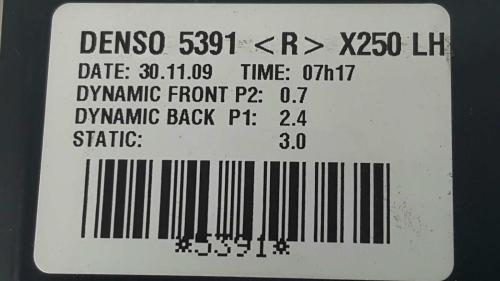 DENSO 5391 <R> X250 LH
DATE: 30.11.09 TIME: 07h17
DYNAMIC FRONT P2: 0.7
DYNAMIC BACK P1: 2.4
STATIC: 3.0
*5391*